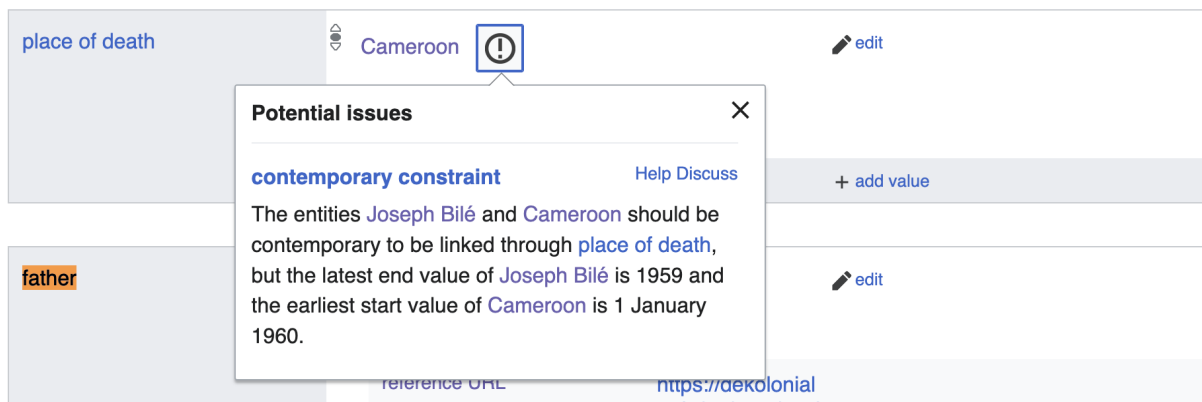 place of death
Cameroon
edit
Potential issues
contemporary constraint
Help Discuss
The entities Joseph Bilé and Cameroon should be
contemporary to be linked through place of death,
but the latest end value of Joseph Bilé is 1959 and
the earliest start value of Cameroon is 1 January
1960.
+ add value
father
edit
reference URL
https://dekolonial